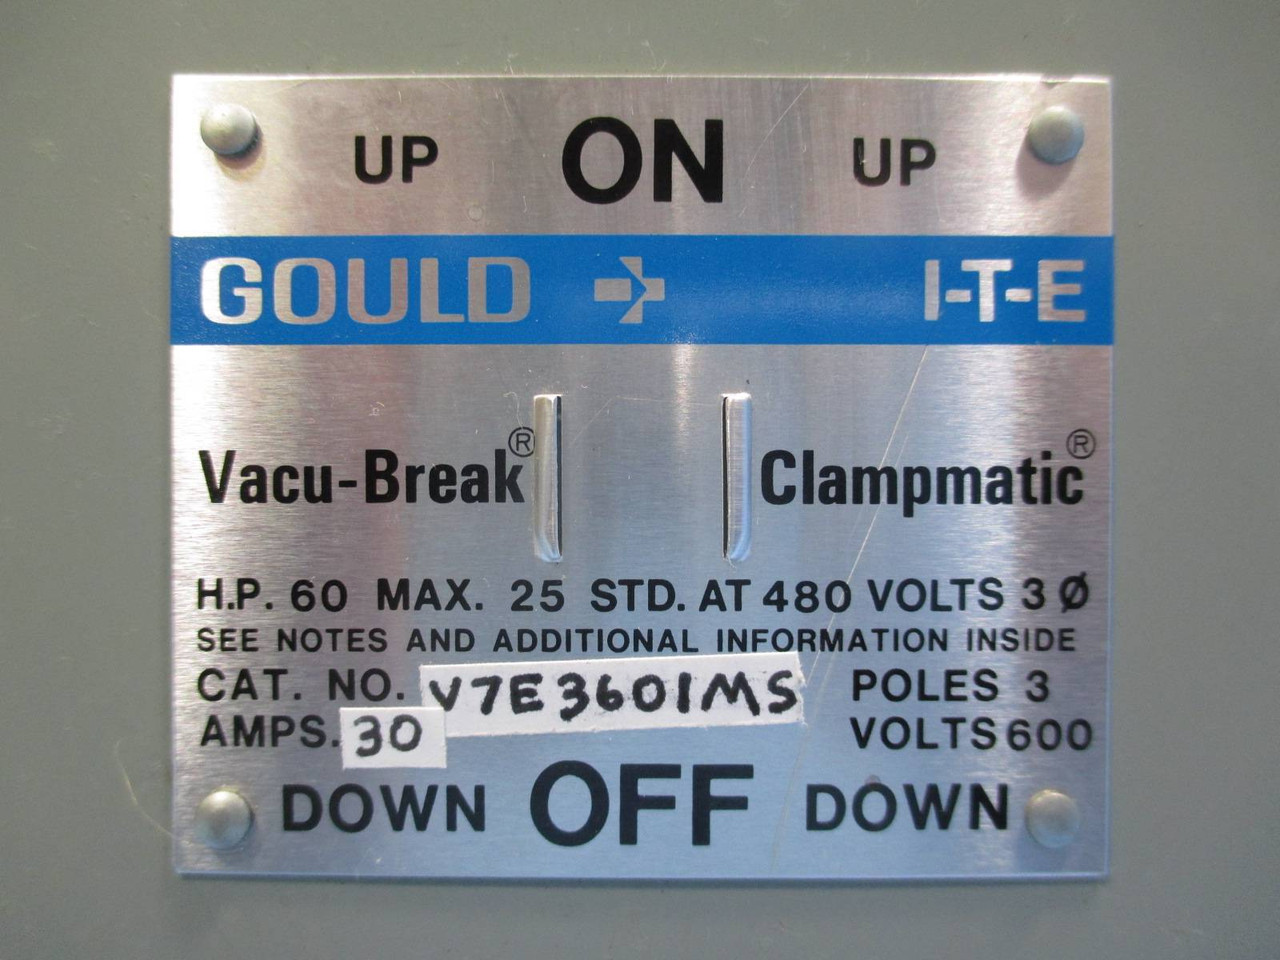 UP ON UP
GOULD I-T-E
Vacu-Break® Clampmatic®
H.P. 60 MAX. 25 STD. AT 480 VOLTS 3 Ø
SEE NOTES AND ADDITIONAL INFORMATION INSIDE
CAT. NO. V7E3601MS POLES 3
AMPS. 30 VOLTS 600
DOWN OFF DOWN